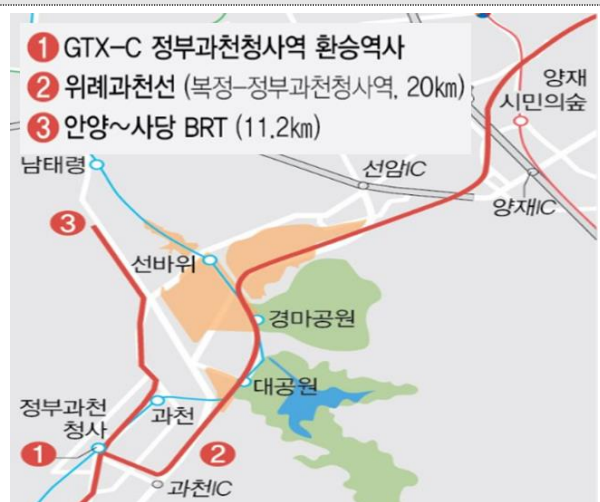 ① GTX-C 정부과천청사역 환승역사
② 위례과천선 (복정-정부과천청사역, 20km)
③ 안양~사당 BRT (11.2km)
양재
시민의숲
남태령
선암IC
양재IC
③
선바위
경마공원
대공원
정부과천
청사
과천
①
②
과천IC